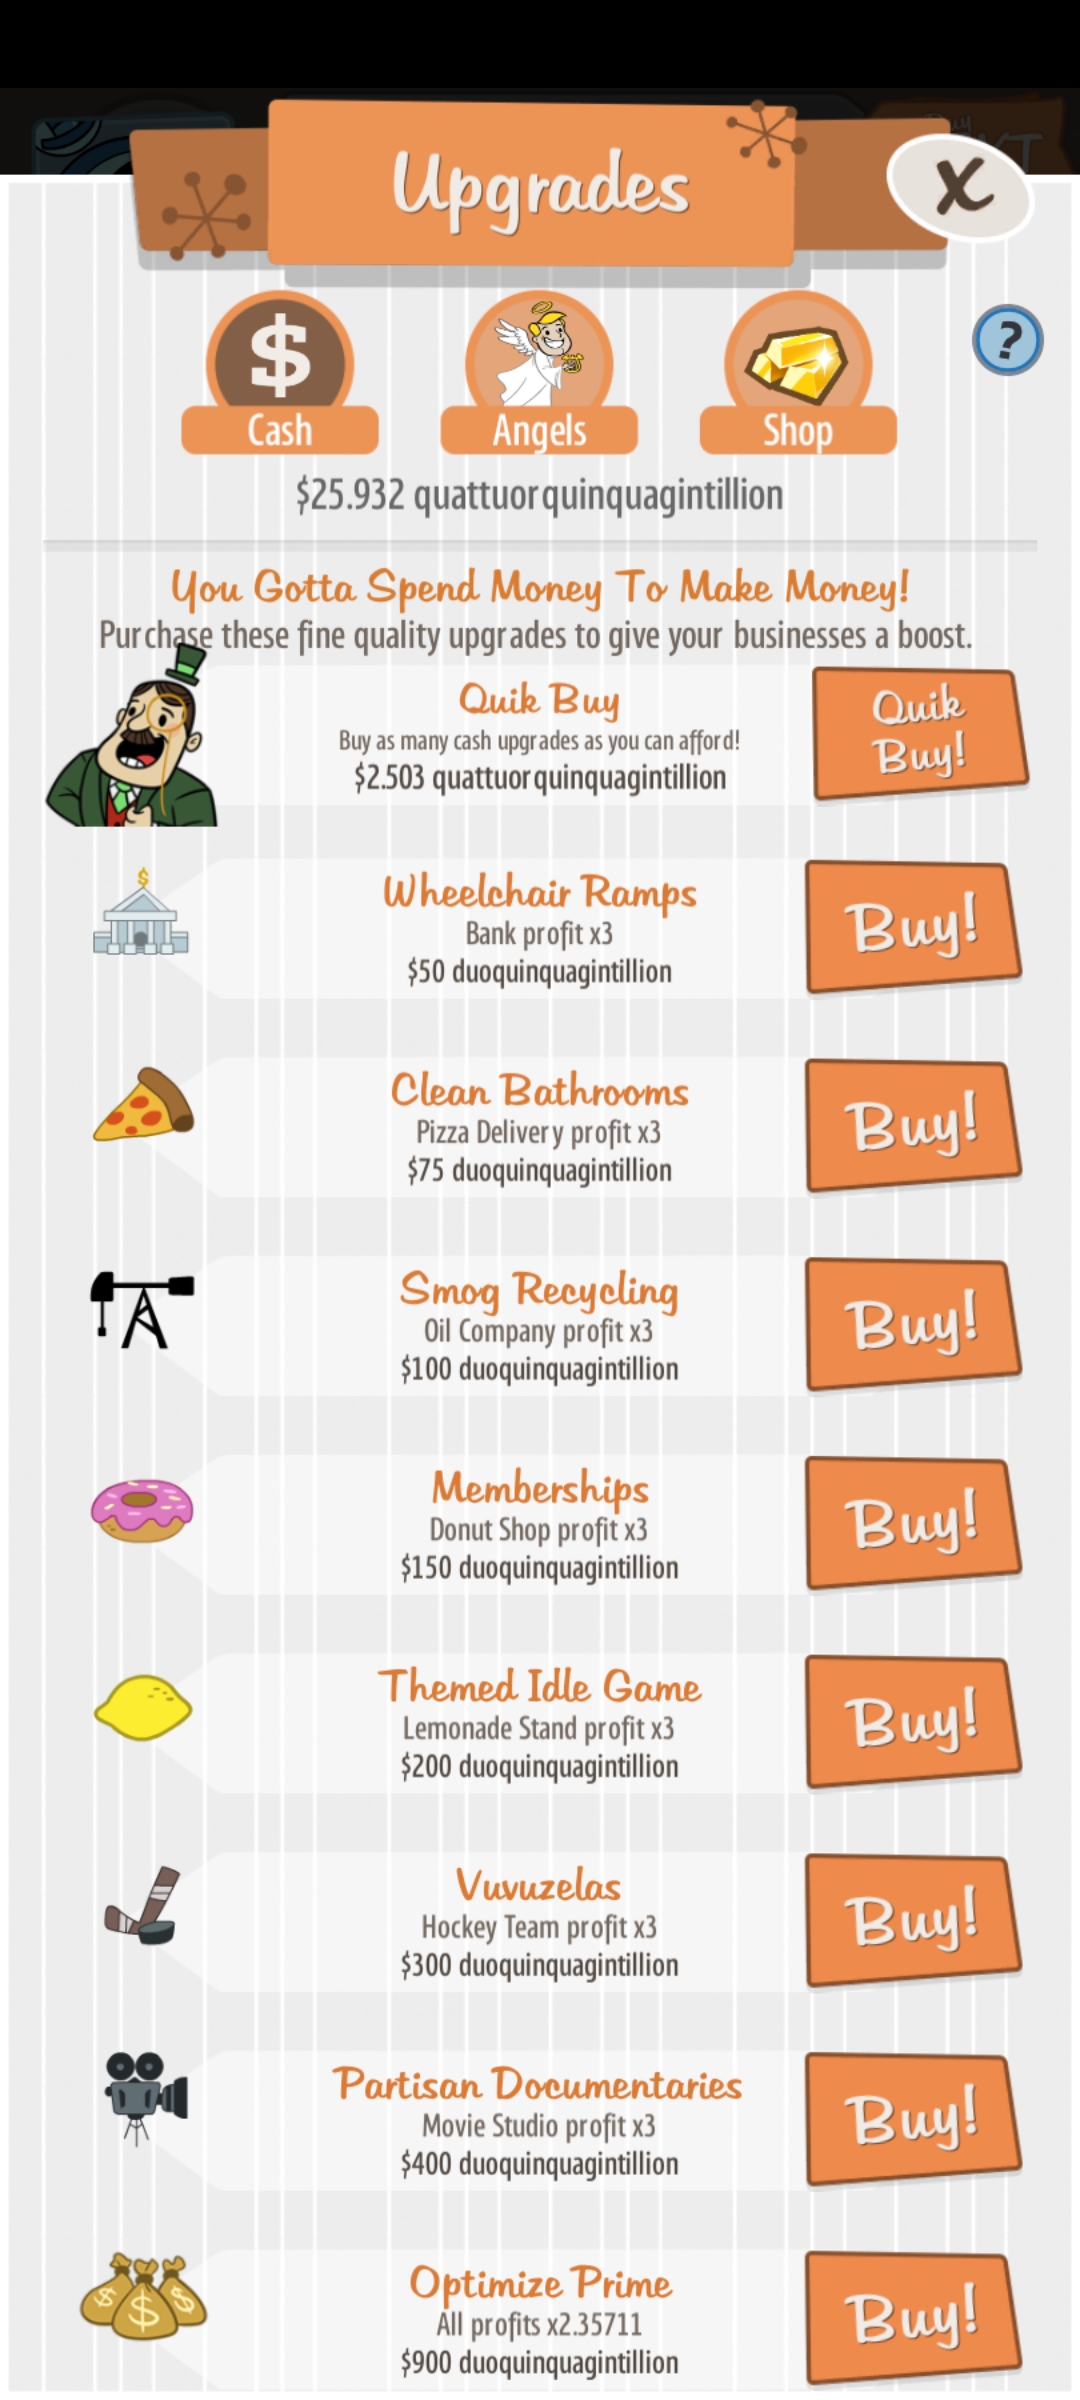 Upgrades
X
$
Cash
Angels
Shop
?
$25.932 quattuorquinquagintillion
You Gotta Spend Money To Make Money!
Purchase these fine quality upgrades to give your businesses a boost.
Quik Buy
Buy as many cash upgrades as you can afford!
$2.503 quattuorquinquagintillion
Quik
Buy!
$
Wheelchair Ramps
Bank profit x3
$50 duoquinquagintillion
Buy!
Clean Bathrooms
Pizza Delivery profit x3
$75 duoquinquagintillion
Buy!
Smog Recycling
Oil Company profit x3
$100 duoquinquagintillion
Buy!
Memberships
Donut Shop profit x3
$150 duoquinquagintillion
Buy!
Themed Idle Game
Lemonade Stand profit x3
$200 duoquinquagintillion
Buy!
Vuvuzelas
Hockey Team profit x3
$300 duoquinquagintillion
Buy!
Partisan Documentaries
Movie Studio profit x3
$400 duoquinquagintillion
Buy!
$ $ $
Optimize Prime
All profits x2.35711
$900 duoquinquagintillion
Buy!